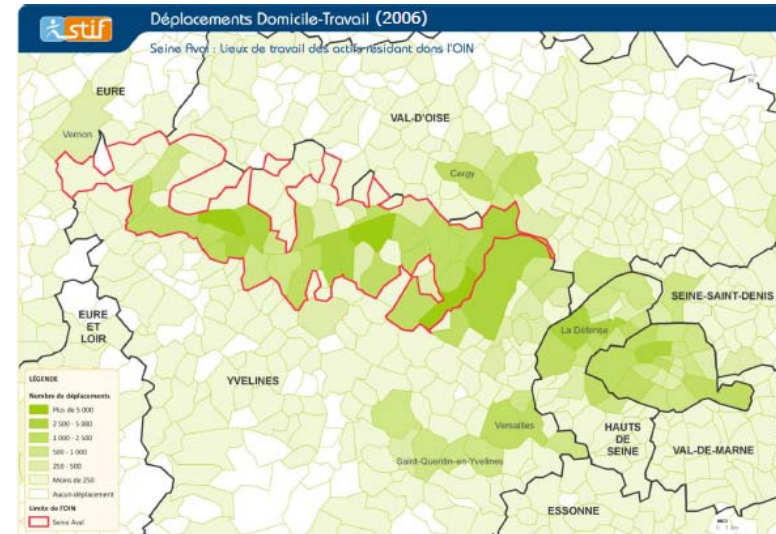 stif
Déplacements Domicile-Travail (2006)
Seine Aval : Lieux de travail des actifs résidant dans l'OIN
N
EURE
Vernon
VAL-D'OISE
Cergy
SEINE-SAINT-DENIS
EURE
ET
LOIR
La Défense
YVELINES
Versailles
HAUTS
DE
SEINE
VAL-DE-MARNE
Saint-Quentin-en-Yvelines
ESSONNE
LÉGENDE
Nombre de déplacements
Plus de 5 000
2 500 - 5 000
1 000 - 2 500
500 - 1 000
250 - 500
Moins de 250
Aucun déplacement
Limite de l'OIN
Seine Aval